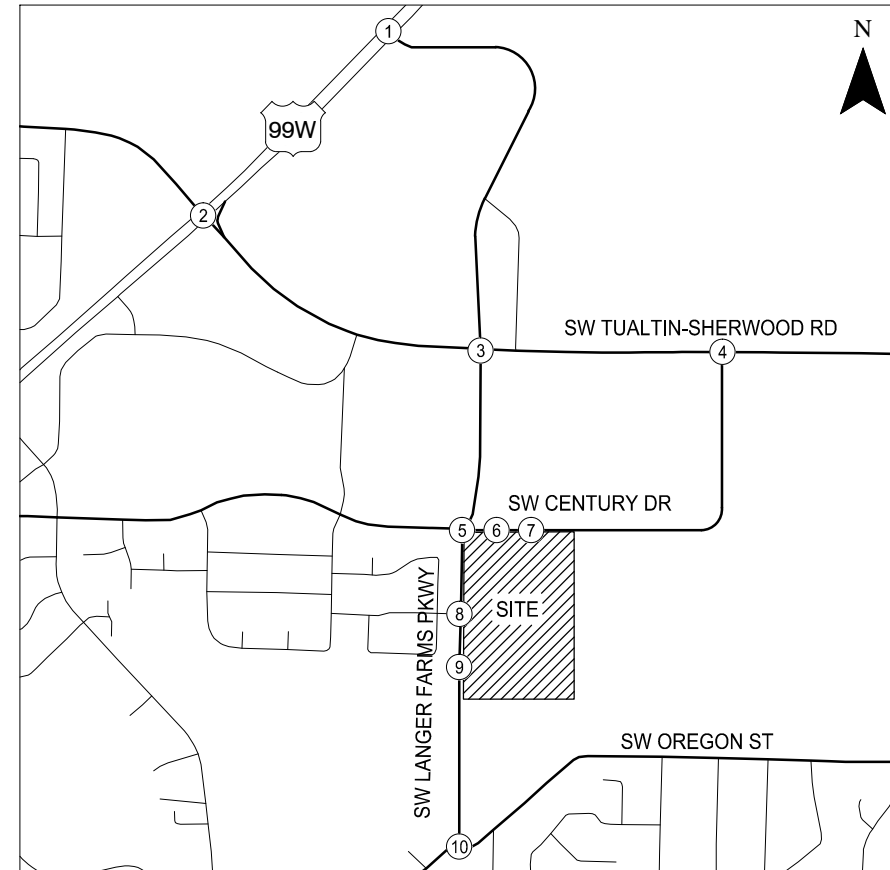 1
N
99W
2
SW TUALTIN-SHERWOOD RD
3
4
SW CENTURY DR
5
6
7
SW LANGER FARMS PKWY
8
SITE
9
SW OREGON ST
10